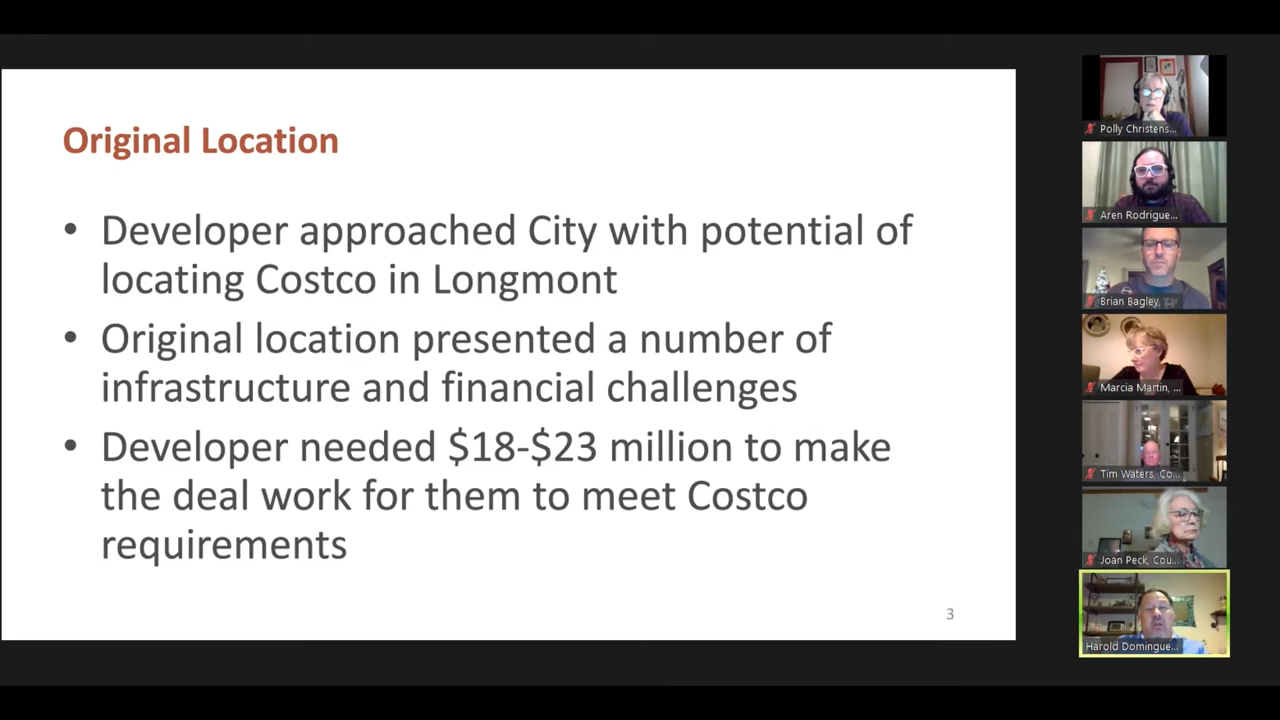 Original Location
• Developer approached City with potential of
locating Costco in Longmont
• Original location presented a number of
infrastructure and financial challenges
• Developer needed $18-$23 million to make
the deal work for them to meet Costco
requirements
3
Polly Christens...
Aren Rodrigue...
Brian Bagley, ...
Marcia Martin, ...
Tim Waters, Co...
Joan Peck, Cou...
Harold Domingue...